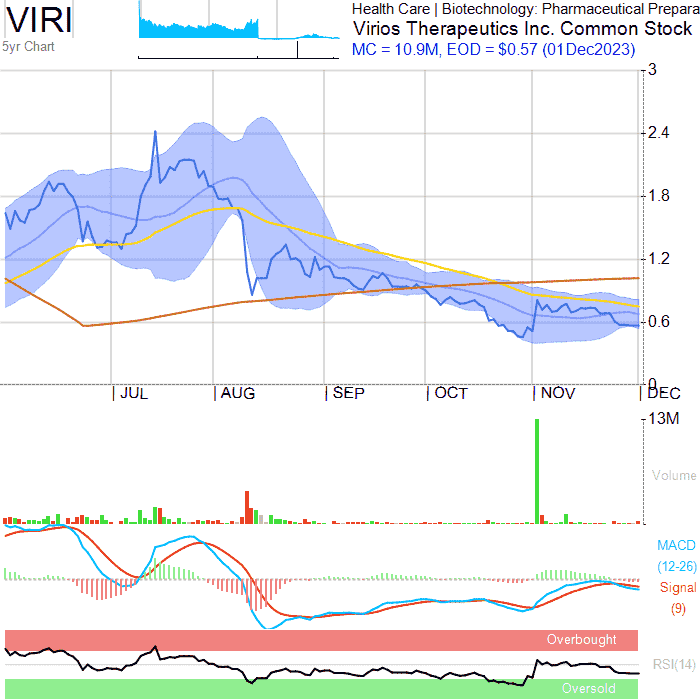 VIRI
5yr Chart
Health Care | Biotechnology: Pharmaceutical Prepara
Virios Therapeutics Inc. Common Stock
MC = 10.9M, EOD = $0.57 (01Dec2023)
3
2.4
1.8
1.2
0.6
0
JUL
AUG
SEP
OCT
NOV
DEC
13M
Volume
MACD
(12-26)
Signal
(9)
Overbought
RSI(14)
Oversold